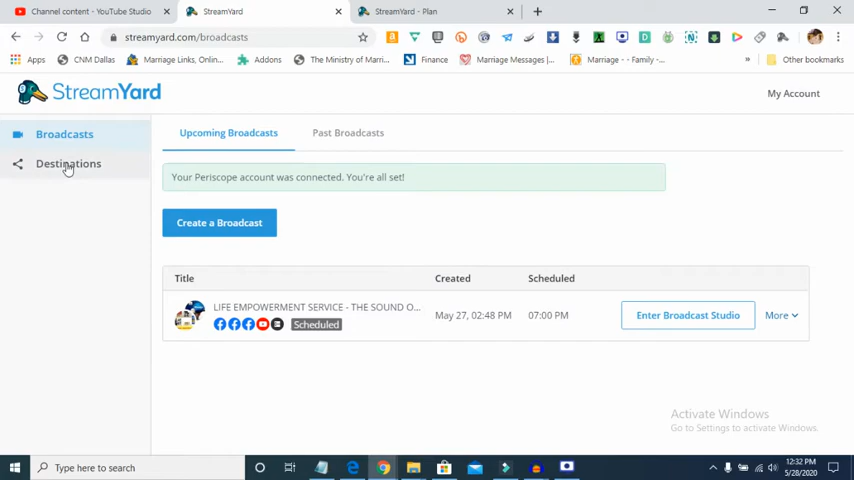 Channel content - YouTube Studio
StreamYard
StreamYard - Plan
streamyard.com/broadcasts
Apps
CNM Dallas
Marriage Links, Onlin...
Addons
The Ministry of Marri...
Finance
Marriage Messages |...
Marriage - - Family -...
Other bookmarks
StreamYard
My Account
Broadcasts
Destinations
Upcoming Broadcasts
Past Broadcasts
Your Periscope account was connected. You're all set!
Create a Broadcast
Title
Created
Scheduled
LIFE EMPOWERMENT SERVICE - THE SOUND O...
Scheduled
May 27, 02:48 PM
07:00 PM
Enter Broadcast Studio
More
Activate Windows
Go to Settings to activate Windows.
Type here to search
12:32 PM
5/28/2020